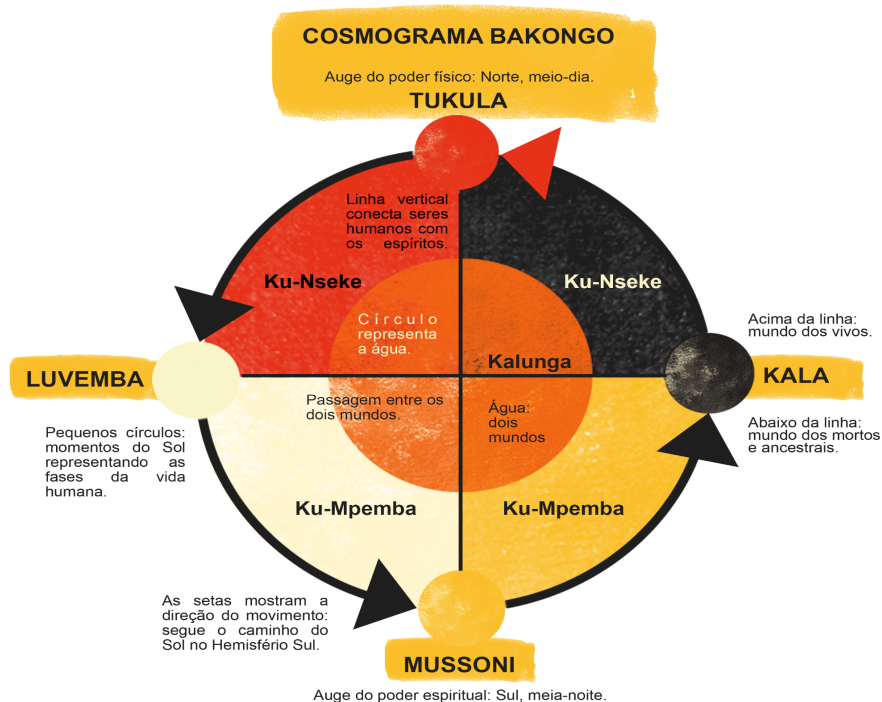 COSMOGRAMA BAKONGO
Auge do poder físico: Norte, meio-dia.
TUKULA
Linha vertical
conecta seres
humanos com
os espíritos.
Ku-Nseke
Ku-Nseke
Círculo
representa
a água.
Acima da linha:
mundo dos vivos.
Kalunga
LUVEMBA
KALA
Passagem entre os
dois mundos.
Água:
dois
mundos
Pequenos círculos:
momentos do Sol
representando as
fases da vida
humana.
Abaixo da linha:
mundo dos mortos
e ancestrais.
Ku-Mpemba
Ku-Mpemba
As setas mostram a
direção do movimento:
segue o caminho do
Sol no Hemisfério Sul.
MUSSONI
Auge do poder espiritual: Sul, meia-noite.